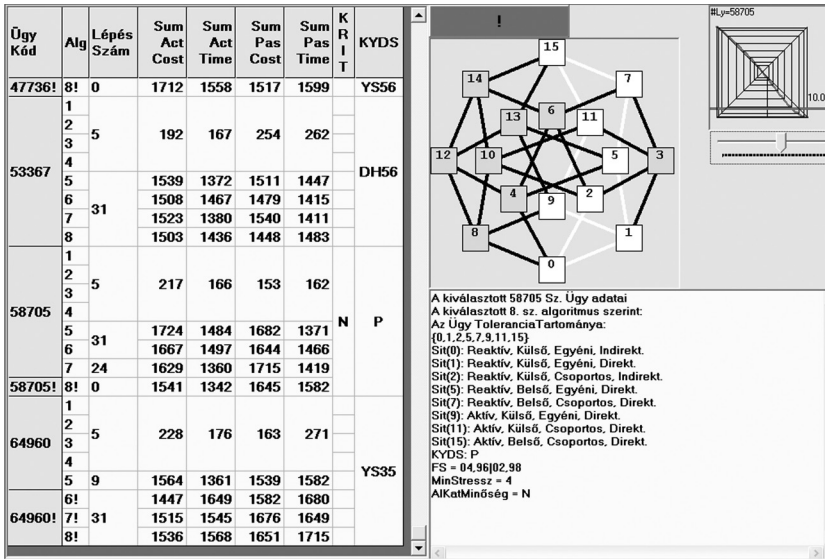 Ügy Kód Alg Lépés Szám Sum Act Cost Sum Act Time Sum Pas Cost Sum Pas Time K R I T KYDS
47736! 8! 0 1712 1558 1517 1599 YS56
53367 DH56
1
2
3
4
5 192 167 254 262
5 1539 1372 1511 1447
6 1508 1467 1479 1415
31
7 1523 1380 1540 1411
8 1503 1436 1448 1483
58705 N P
1
2
3
4
5 217 166 153 162
5 1724 1484 1682 1371
31
6 1667 1497 1644 1466
7 24 1629 1360 1715 1419
58705! 8! 0 1541 1342 1645 1582
64960 YS35
1
2
3
4
5 228 176 163 271
5 9 1564 1361 1539 1582
64960!
6! 1447 1649 1582 1680
7! 31 1515 1545 1676 1649
8! 1536 1568 1651 1715
!
15
14 7
13 6 11
12 10 5 3
4 9 2
8 1
0
#Ly=58705
10.0
A kiválasztott 58705 Sz. Ügy adatai
A kiválasztott 8. sz. algoritmus szerint:
Az Ügy ToleranciaTartománya:
{0,1,2,5,7,9,11,15}
Sit(0): Reaktív, Külső, Egyéni, Indirekt.
Sit(1): Reaktív, Külső, Egyéni, Direkt.
Sit(2): Reaktív, Külső, Csoportos, Indirekt.
Sit(5): Reaktív, Belső, Egyéni, Direkt.
Sit(7): Reaktív, Belső, Csoportos, Direkt.
Sit(9): Aktív, Külső, Egyéni, Direkt.
Sit(11): Aktív, Külső, Csoportos, Direkt.
Sit(15): Aktív, Belső, Csoportos, Direkt.
KYDS: P
FS = 04,96|02,98
MinStressz = 4
AlKatMinőség = N